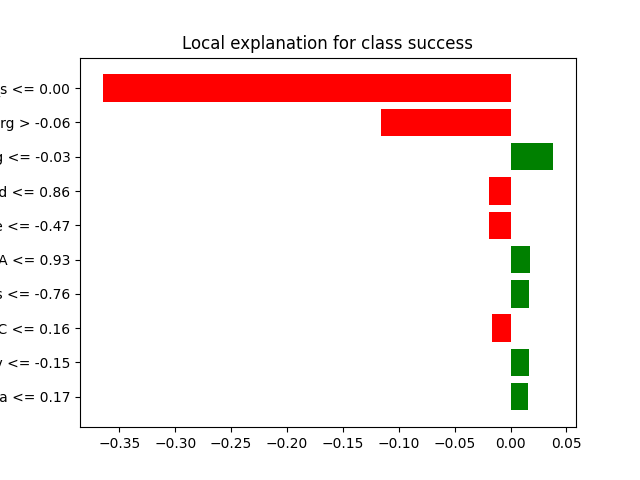 Local explanation for class success
s <= 0.00
rg > -0.06
g <= -0.03
d <= 0.86
e <= -0.47
A <= 0.93
s <= -0.76
C <= 0.16
<= -0.15
a <= 0.17
−0.35 −0.30 −0.25 −0.20 −0.15 −0.10 −0.05 0.00 0.05